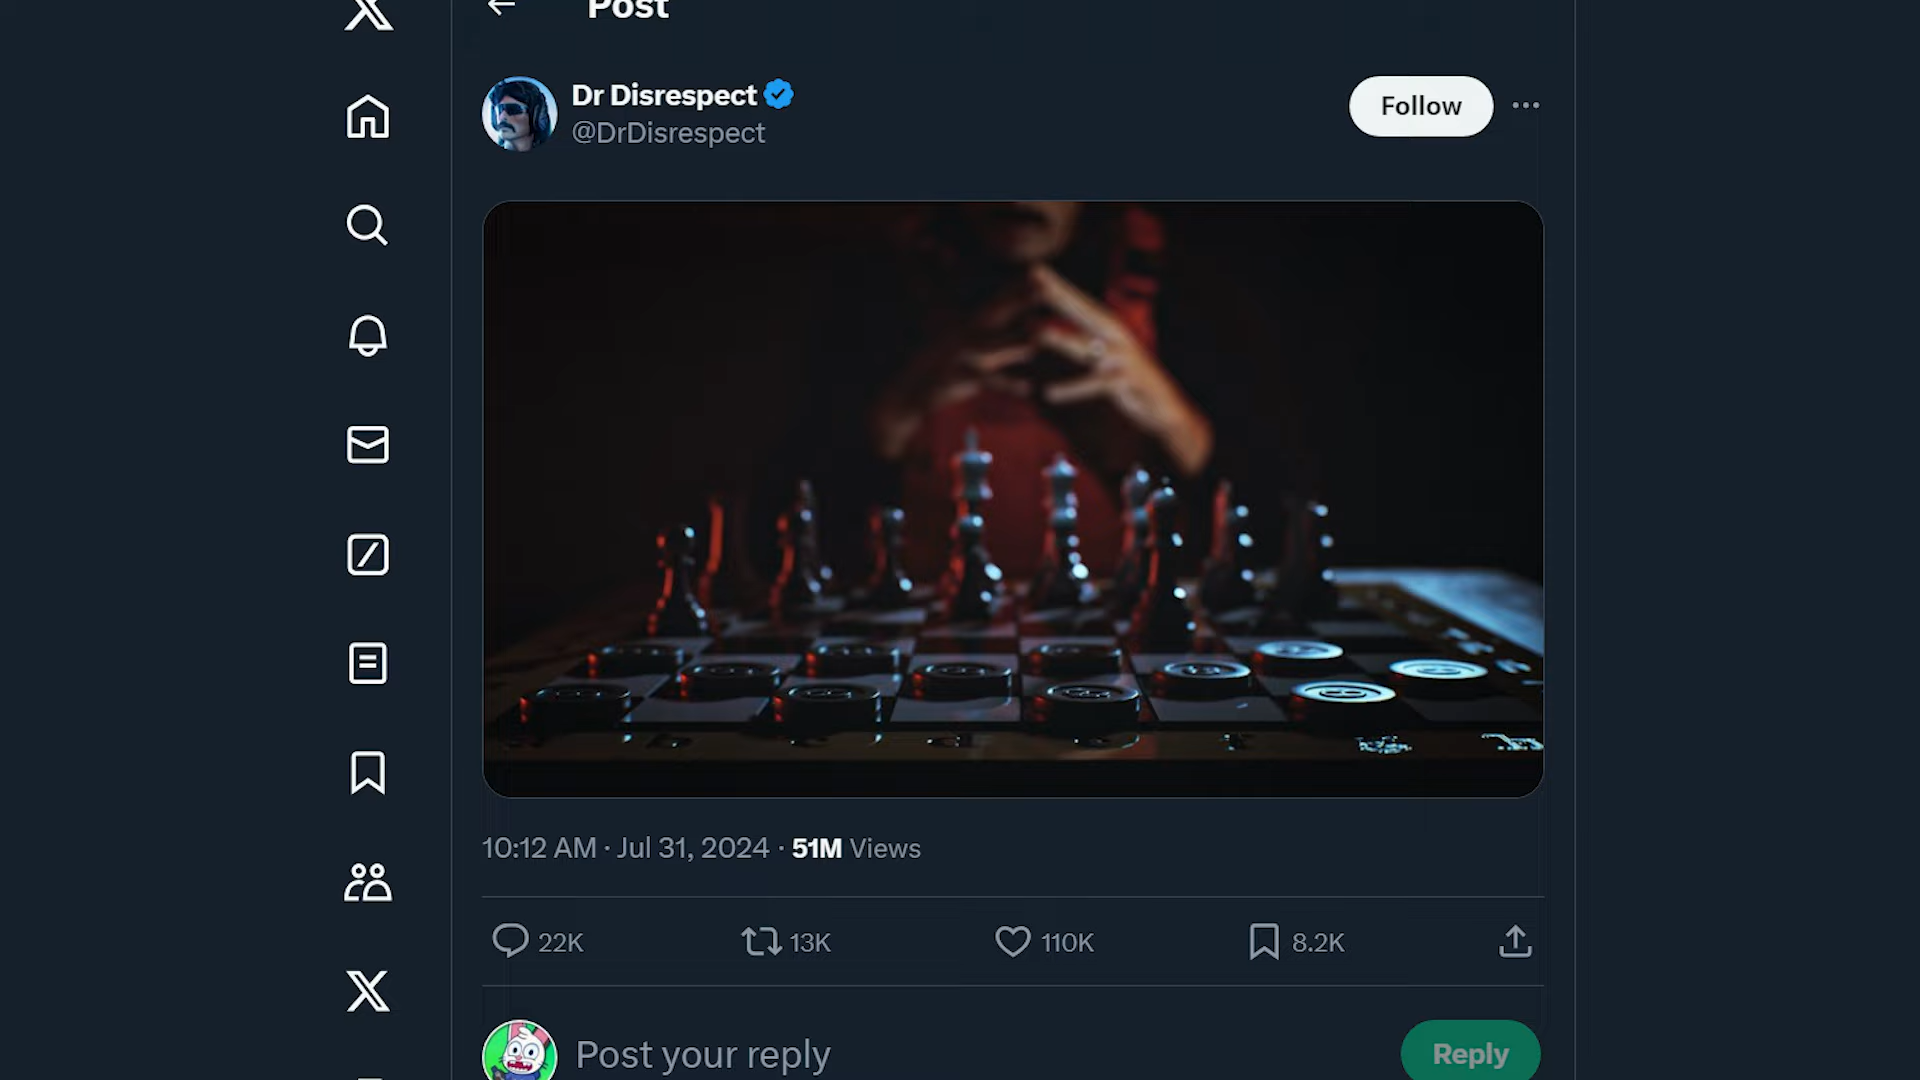 Post
Dr Disrespect
@DrDisrespect
Follow
10:12 AM · Jul 31, 2024 · 51M Views
22K
13K
110K
8.2K
Post your reply
Reply